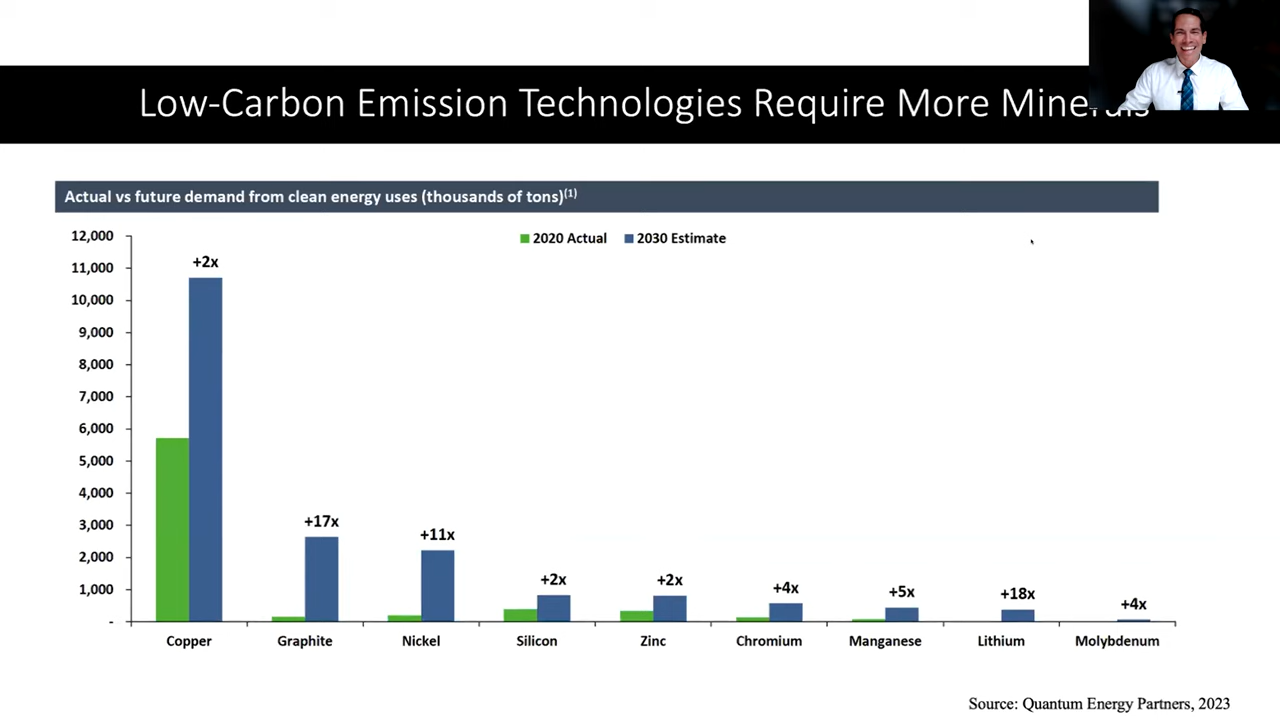 Low-Carbon Emission Technologies Require More Minerals
Actual vs future demand from clean energy uses (thousands of tons)(1)
2020 Actual 2030 Estimate
12,000
11,000
10,000
9,000
8,000
7,000
6,000
5,000
4,000
3,000
2,000
1,000
-
+2x
+17x
+11x
+2x
+2x
+4x
+5x
+18x
+4x
Copper Graphite Nickel Silicon Zinc Chromium Manganese Lithium Molybdenum
Source: Quantum Energy Partners, 2023